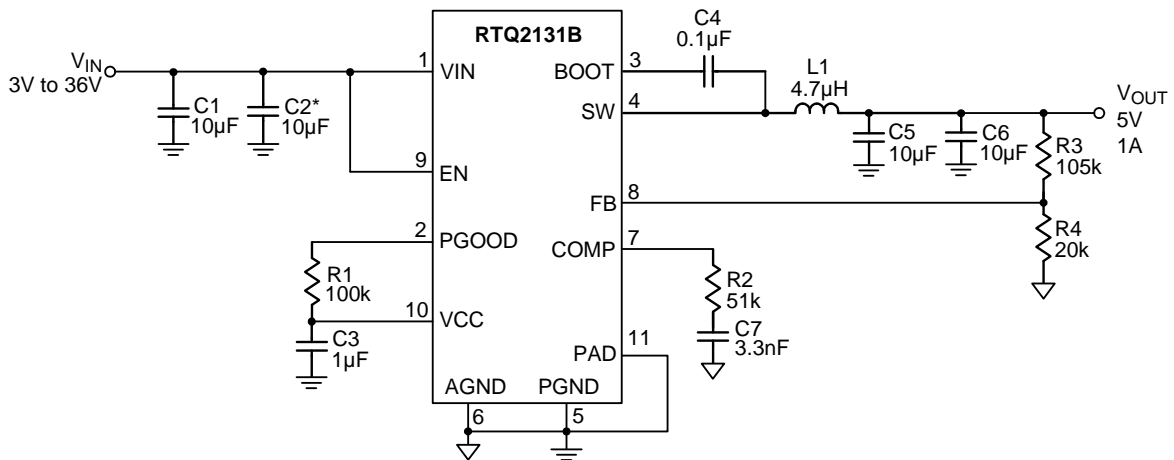 RTQ2131B
VIN
3V to 36V
C1
10µF
C2*
10µF
1
VIN
9
EN
2
PGOOD
R1
100k
10
VCC
C3
1µF
AGND
6
PGND
5
BOOT
3
C4
0.1µF
SW
4
L1
4.7µH
C5
10µF
C6
10µF
VOUT
5V
1A
R3
105k
FB
8
R4
20k
COMP
7
R2
51k
C7
3.3nF
PAD
11